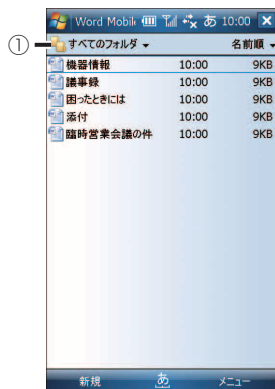 Word Mobile 10:00
① すべてのフォルダ 名前順
機器情報 10:00 9KB
議事録 10:00 9KB
困ったときには 10:00 9KB
添付 10:00 9KB
臨時営業会議の件 10:00 9KB
新規 あ メニュー